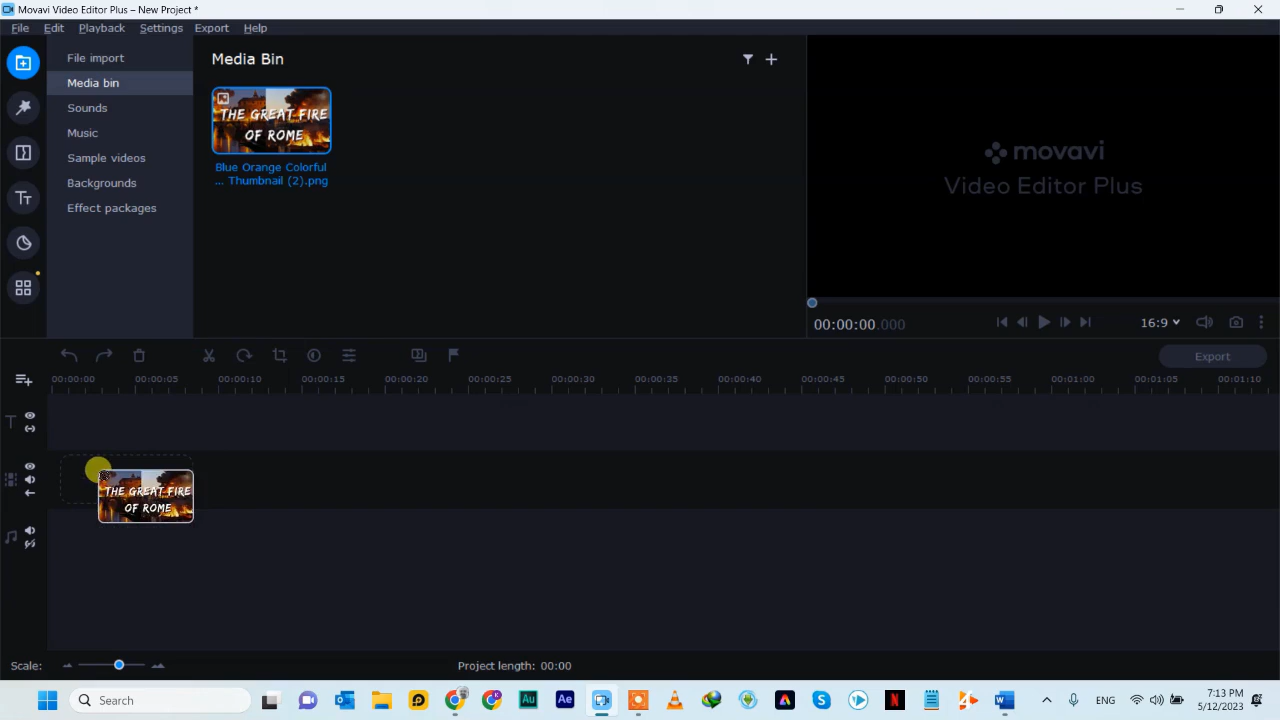 Movavi Video Editor Plus – New Project *
File Edit Playback Settings Export Help
File import
Media bin
Sounds
Music
Sample videos
Backgrounds
Effect packages
Media Bin
THE GREAT FIRE
OF ROME
Blue Orange Colorful
... Thumbnail (2).png
movavi
Video Editor Plus
00:00:00.000
16:9
Export
00:00:00 00:00:05 00:00:10 00:00:15 00:00:20 00:00:25 00:00:30 00:00:35 00:00:40 00:00:45 00:00:50 00:00:55 00:01:00 00:01:05 00:01:10
THE GREAT FIRE
OF ROME
Scale:
Project length: 00:00
Search
ENG
7:11 PM
5/12/2023